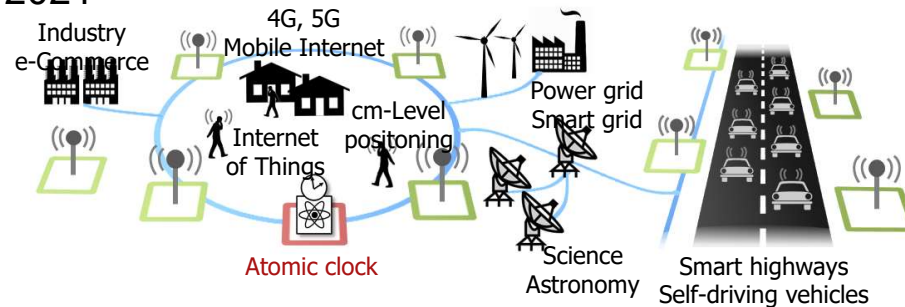 Industry
e-Commerce
4G, 5G
Mobile Internet
Internet
of Things
cm-Level
positoning
Atomic clock
Power grid
Smart grid
Science
Astronomy
Smart highways
Self-driving vehicles